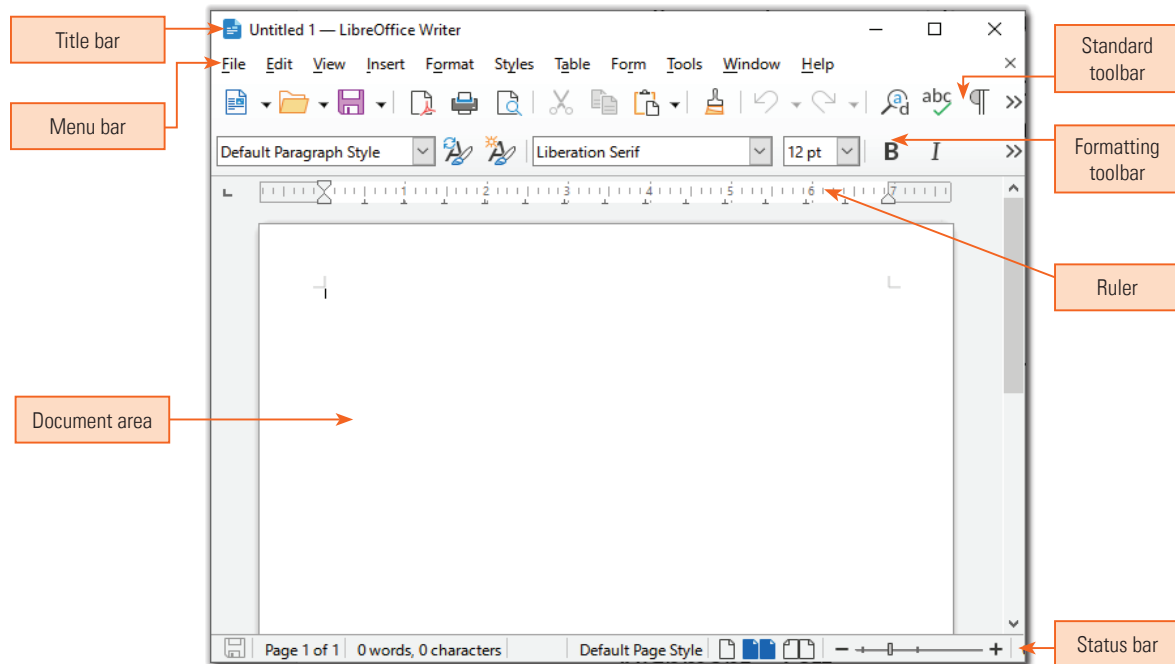 Title bar
Untitled 1 — LibreOffice Writer
File Edit View Insert Format Styles Table Form Tools Window Help
Standard
toolbar
Menu bar
abc
Default Paragraph Style
Liberation Serif
12 pt
B I
Formatting
toolbar
1 2 3 4 5 6 7
Ruler
Document area
Page 1 of 1 0 words, 0 characters Default Page Style
Status bar